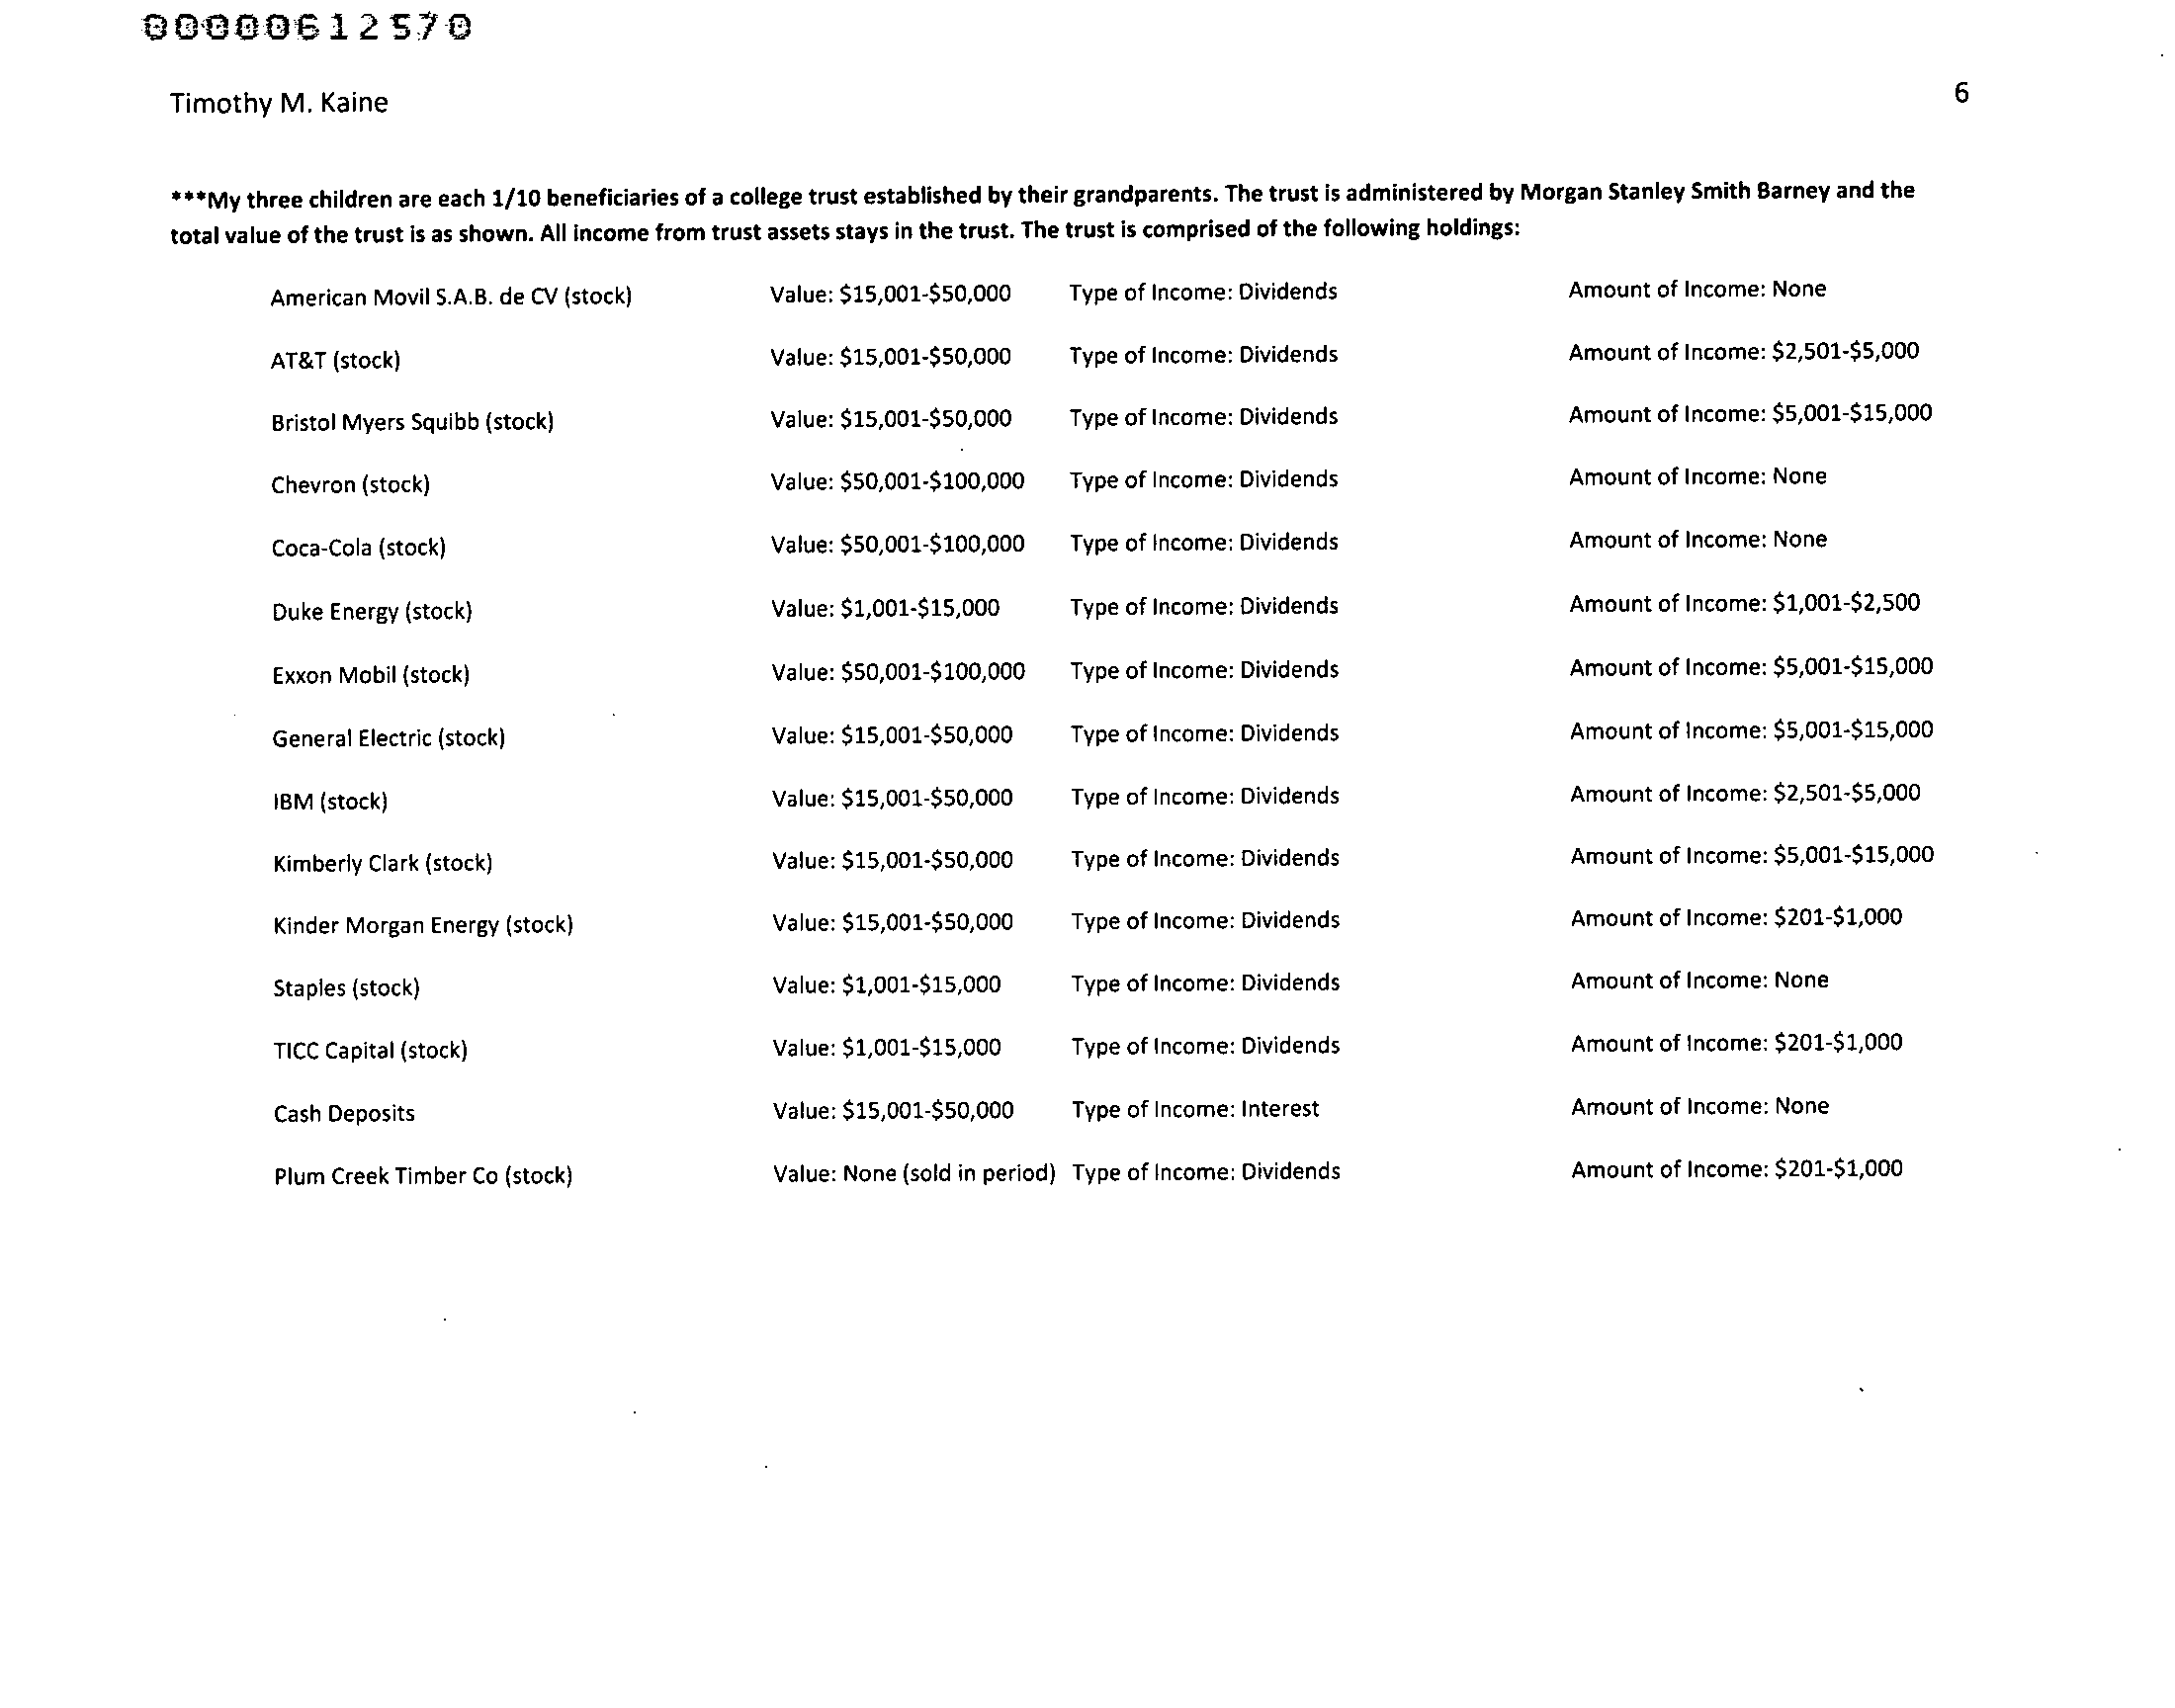 00000612570
Timothy M. Kaine
6
***My three children are each 1/10 beneficiaries of a college trust established by their grandparents. The trust is administered by Morgan Stanley Smith Barney and the
total value of the trust is as shown. All income from trust assets stays in the trust. The trust is comprised of the following holdings:
American Movil S.A.B. de CV (stock) Value: $15,001-$50,000 Type of Income: Dividends Amount of Income: None
AT&T (stock) Value: $15,001-$50,000 Type of Income: Dividends Amount of Income: $2,501-$5,000
Bristol Myers Squibb (stock) Value: $15,001-$50,000 Type of Income: Dividends Amount of Income: $5,001-$15,000
Chevron (stock) Value: $50,001-$100,000 Type of Income: Dividends Amount of Income: None
Coca-Cola (stock) Value: $50,001-$100,000 Type of Income: Dividends Amount of Income: None
Duke Energy (stock) Value: $1,001-$15,000 Type of Income: Dividends Amount of Income: $1,001-$2,500
Exxon Mobil (stock) Value: $50,001-$100,000 Type of Income: Dividends Amount of Income: $5,001-$15,000
General Electric (stock) Value: $15,001-$50,000 Type of Income: Dividends Amount of Income: $5,001-$15,000
IBM (stock) Value: $15,001-$50,000 Type of Income: Dividends Amount of Income: $2,501-$5,000
Kimberly Clark (stock) Value: $15,001-$50,000 Type of Income: Dividends Amount of Income: $5,001-$15,000
Kinder Morgan Energy (stock) Value: $15,001-$50,000 Type of Income: Dividends Amount of Income: $201-$1,000
Staples (stock) Value: $1,001-$15,000 Type of Income: Dividends Amount of Income: None
TICC Capital (stock) Value: $1,001-$15,000 Type of Income: Dividends Amount of Income: $201-$1,000
Cash Deposits Value: $15,001-$50,000 Type of Income: Interest Amount of Income: None
Plum Creek Timber Co (stock) Value: None (sold in period) Type of Income: Dividends Amount of Income: $201-$1,000